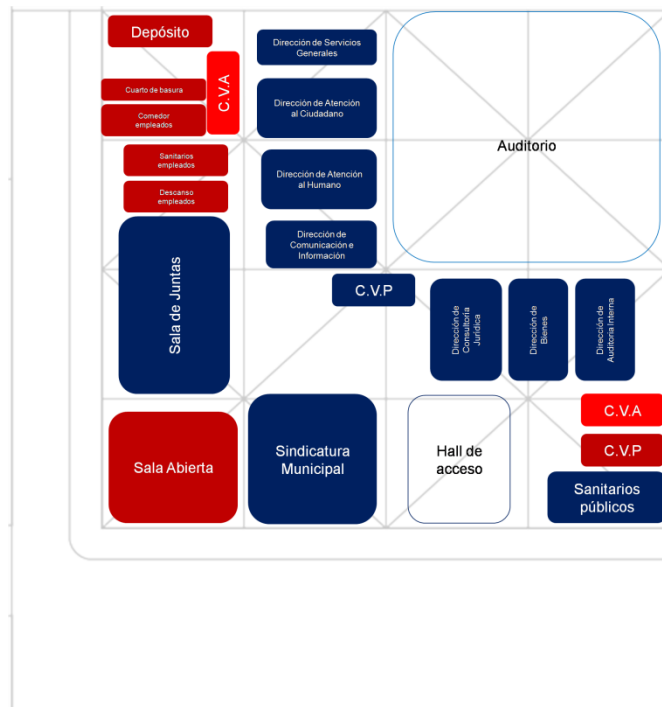 Depósito
Dirección de Servicios
Generales
C.V.A
Cuarto de basura
Comedor
empleados
Dirección de Atención
al Ciudadano
Auditorio
Sanitarios
empleados
Descanso
empleados
Dirección de Atención
al Humano
Dirección de
Comunicación e
Información
Sala de Juntas
C.V.P
Dirección de
Consultoría
Jurídica
Dirección de
Bienes
Dirección de
Auditoria Interna
C.V.A
C.V.P
Sala Abierta
Sindicatura
Municipal
Hall de
acceso
Sanitarios
públicos